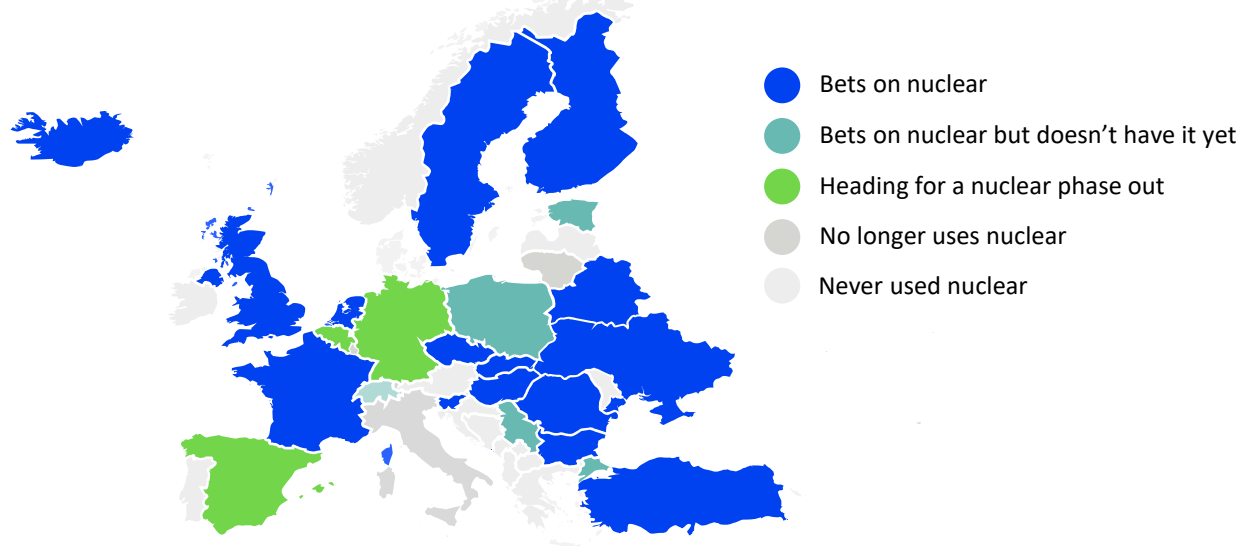 Bets on nuclear
Bets on nuclear but doesn’t have it yet
Heading for a nuclear phase out
No longer uses nuclear
Never used nuclear